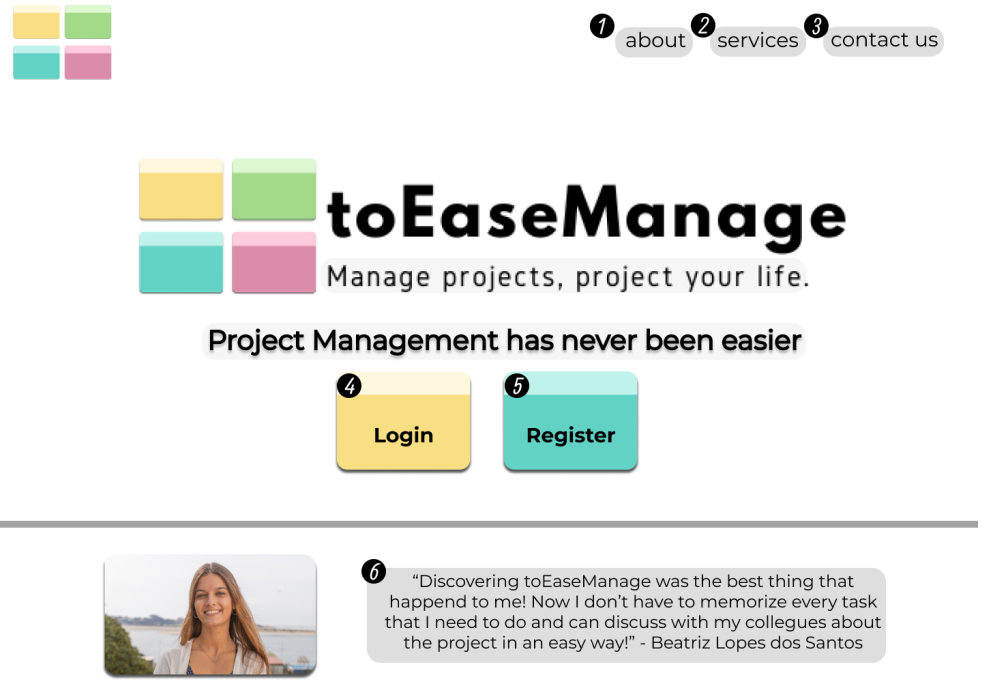 1 about 2 services 3 contact us
toEaseManage
Manage projects, project your life.
Project Management has never been easier
4 Login 5 Register
6 “Discovering toEaseManage was the best thing that
happend to me! Now I don’t have to memorize every task
that I need to do and can discuss with my collegues about
the project in an easy way!” - Beatriz Lopes dos Santos